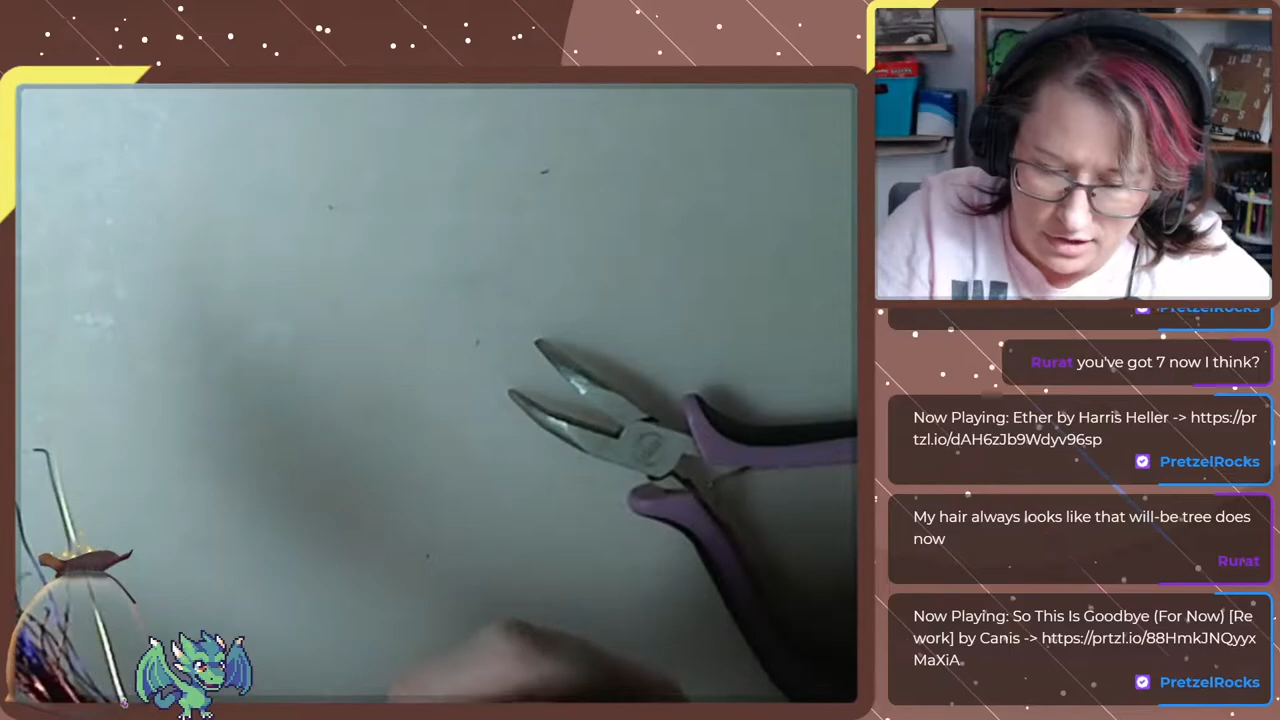 PretzelRocks
Rurat you've got 7 now I think?
Now Playing: Ether by Harris Heller -> https://pr
tzl.io/dAH6zJb9Wdyv96sp
PretzelRocks
My hair always looks like that will-be tree does
now
Rurat
Now Playing: So This Is Goodbye (For Now) [Re
work] by Canis -> https://prtzl.io/88HmkJNQyyx
MaXiA
PretzelRocks